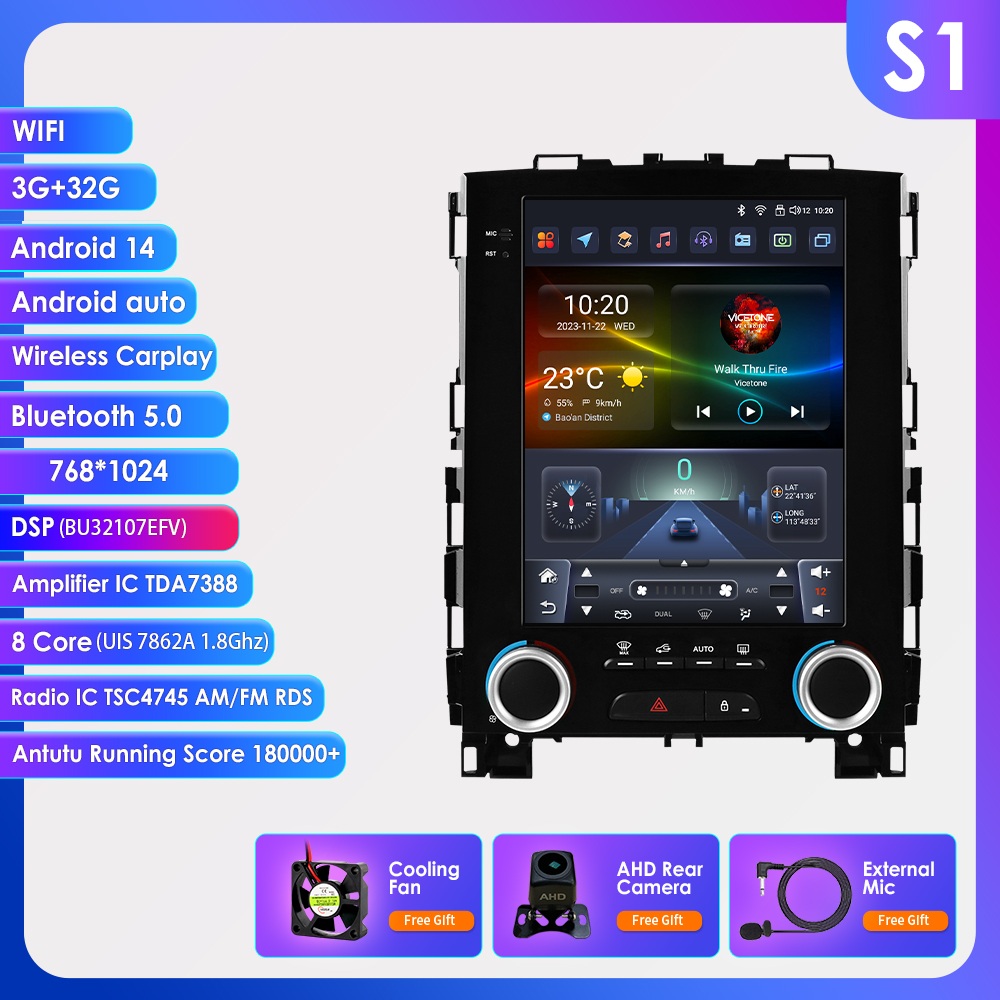 S1
WIFI
3G+32G
Android 14
Android auto
Wireless Carplay
Bluetooth 5.0
768*1024
DSP (BU32107EFV)
Amplifier IC TDA7388
8 Core (UIS 7862A 1.8Ghz)
Radio IC TSC4745 AM/FM RDS
Antutu Running Score 180000+
MIC
RST
12 10:20
10:20
2023-11-22 WED
23°C
55% 9km/h
Bao'an District
VICETONE
Walk Thru Fire
Vicetone
0
KM/h
N
W E
S
LAT
22°41'36"
LONG
113°48'33"
OFF
A/C
12
DUAL
MAX
AUTO
Cooling
Fan
Free Gift
AHD
AHD Rear
Camera
Free Gift
External
Mic
Free Gift